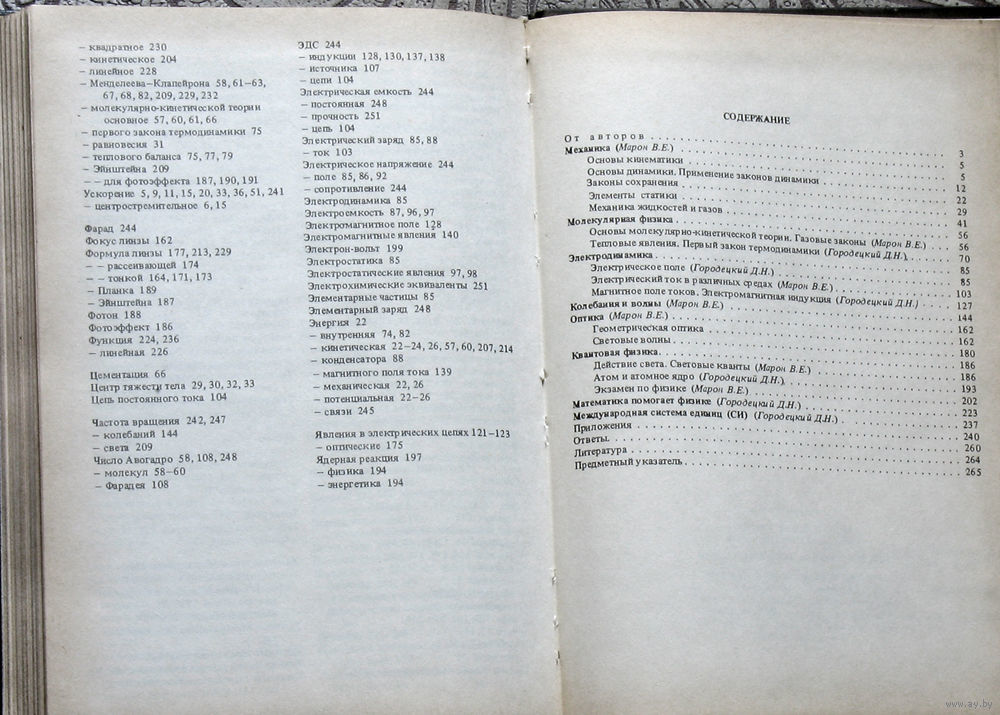 – квадратное 230
– кинетическое 204
– линейное 228
– Менделеева–Клапейрона 58, 61–63,
67, 68, 82, 209, 229, 232
– молекулярно-кинетической теории
основное 57, 60, 61, 66
– первого закона термодинамики 75
– равновесия 31
– теплового баланса 75, 77, 79
– Эйнштейна 209
– – для фотоэффекта 187, 190, 191
Ускорение 5, 9, 11, 15, 20, 33, 36, 51, 241
– центростремительное 6, 15
Фарад 244
Фокус линзы 162
Формула линзы 177, 213, 229
– – рассеивающей 174
– – тонкой 164, 171, 173
– Планка 189
– Эйнштейна 187
Фотон 188
Фотоэффект 186
Функция 224, 236
– линейная 226
Цементация 66
Центр тяжести тела 29, 30, 32, 33
Цепь постоянного тока 104
Частота вращения 242, 247
– колебаний 144
– света 209
Число Авогадро 58, 108, 248
– молекул 58–60
– Фарадея 108
ЭДС 244
– индукции 128, 130, 137, 138
– источника 107
– цепи 104
Электрическая емкость 244
– постоянная 248
– прочность 251
– цепь 104
Электрический заряд 85, 88
– ток 103
Электрическое напряжение 244
– поле 85, 86, 92
– сопротивление 244
Электродинамика 85
Электроемкость 87, 96, 97
Электромагнитное поле 128
Электромагнитные явления 140
Электрон-вольт 199
Электростатика 85
Электростатические явления 97, 98
Электрохимические эквиваленты 251
Элементарные частицы 85
Элементарный заряд 248
Энергия 22
– внутренняя 74, 82
– кинетическая 22–24, 26, 57, 60, 207, 214
– конденсатора 88
– магнитного поля тока 139
– механическая 22, 26
– потенциальная 22–26
– связи 245
Явления в электрических цепях 121–123
– оптические 175
Ядерная реакция 197
– физика 194
– энергетика 194
СОДЕРЖАНИЕ
От авторов . . . . . 3
Механика (Марон В.Е.) . . . . . 5
Основы кинематики . . . . . 5
Основы динамики. Применение законов динамики . . . . . 12
Законы сохранения . . . . . 22
Элементы статики . . . . . 29
Механика жидкостей и газов . . . . . 41
Молекулярная физика . . . . . 56
Основы молекулярно-кинетической теории. Газовые законы (Марон В.Е.) . . . 56
Тепловые явления. Первый закон термодинамики (Городецкий Д.Н.) . . . . . 70
Электродинамика . . . . . 85
Электрическое поле (Городецкий Д.Н.) . . . . . 85
Электрический ток в различных средах (Марон В.Е.) . . . . . 103
Магнитное поле токов. Электромагнитная индукция (Городецкий Д.Н.) . . . 127
Колебания и волны (Марон В.Е.) . . . . . 144
Оптика (Марон В.Е.) . . . . . 162
Геометрическая оптика . . . . . 162
Световые волны . . . . . 180
Квантовая физика . . . . . 186
Действие света. Световые кванты (Марон В.Е.) . . . . . 186
Атом и атомное ядро (Городецкий Д.Н.) . . . . . 193
Экзамен по физике (Марон В.Е.) . . . . . 202
Математика помогает физике (Городецкий Д.Н.) . . . . . 223
Международная система единиц (СИ) (Городецкий Д.Н.) . . . . . 237
Приложения . . . . . 240
Ответы . . . . . 260
Литература . . . . . 264
Предметный указатель . . . . . 265
www.ay.by